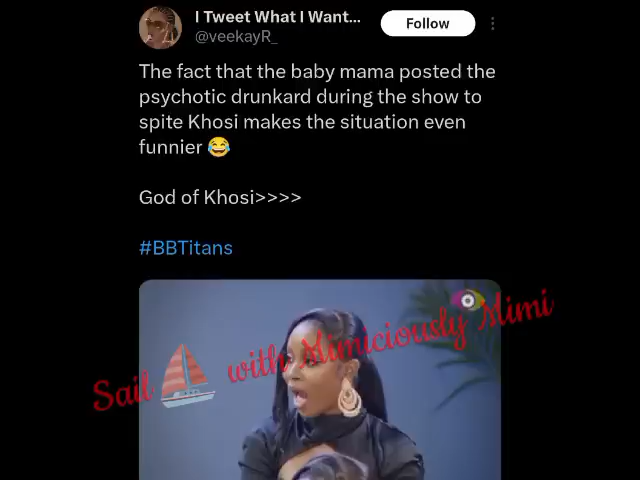 I Tweet What I Want...
Follow
@veekayR_
The fact that the baby mama posted the
psychotic drunkard during the show to
spite Khosi makes the situation even
funnier 😂
God of Khosi>>>>
#BBTitans
Sail ⛵ with Mimiciously Mimi